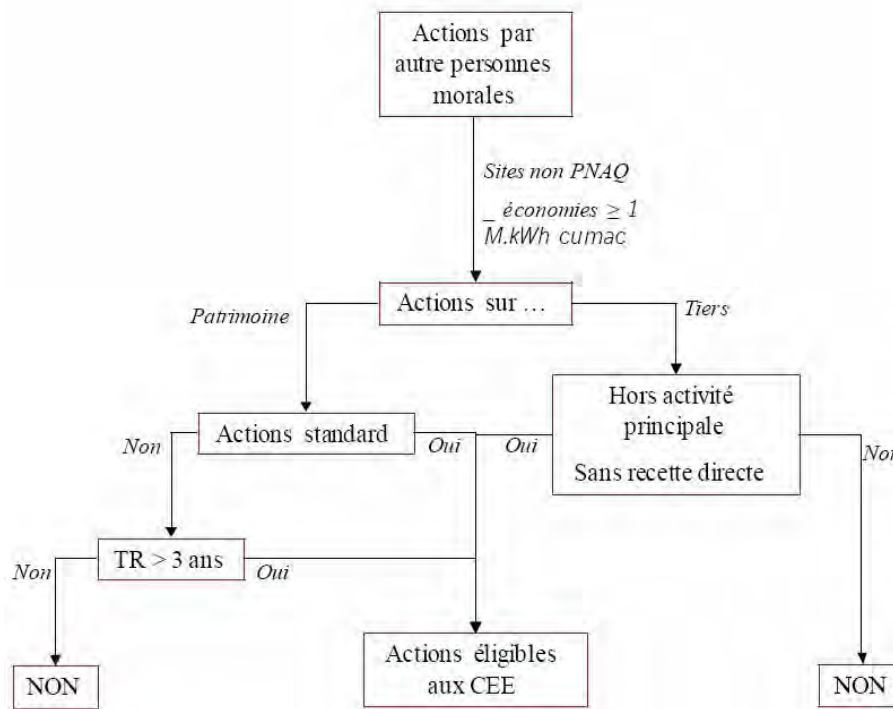 Actions par
autre personnes
morales
Sites non PNAQ
_ économies ≥ 1
M.kWh cumac
Actions sur ...
Patrimoine
Tiers
Hors activité
principale
Sans recette directe
Actions standard
Non
Oui
Oui
Non
TR > 3 ans
Non
Oui
Actions éligibles
aux CEE
NON
NON